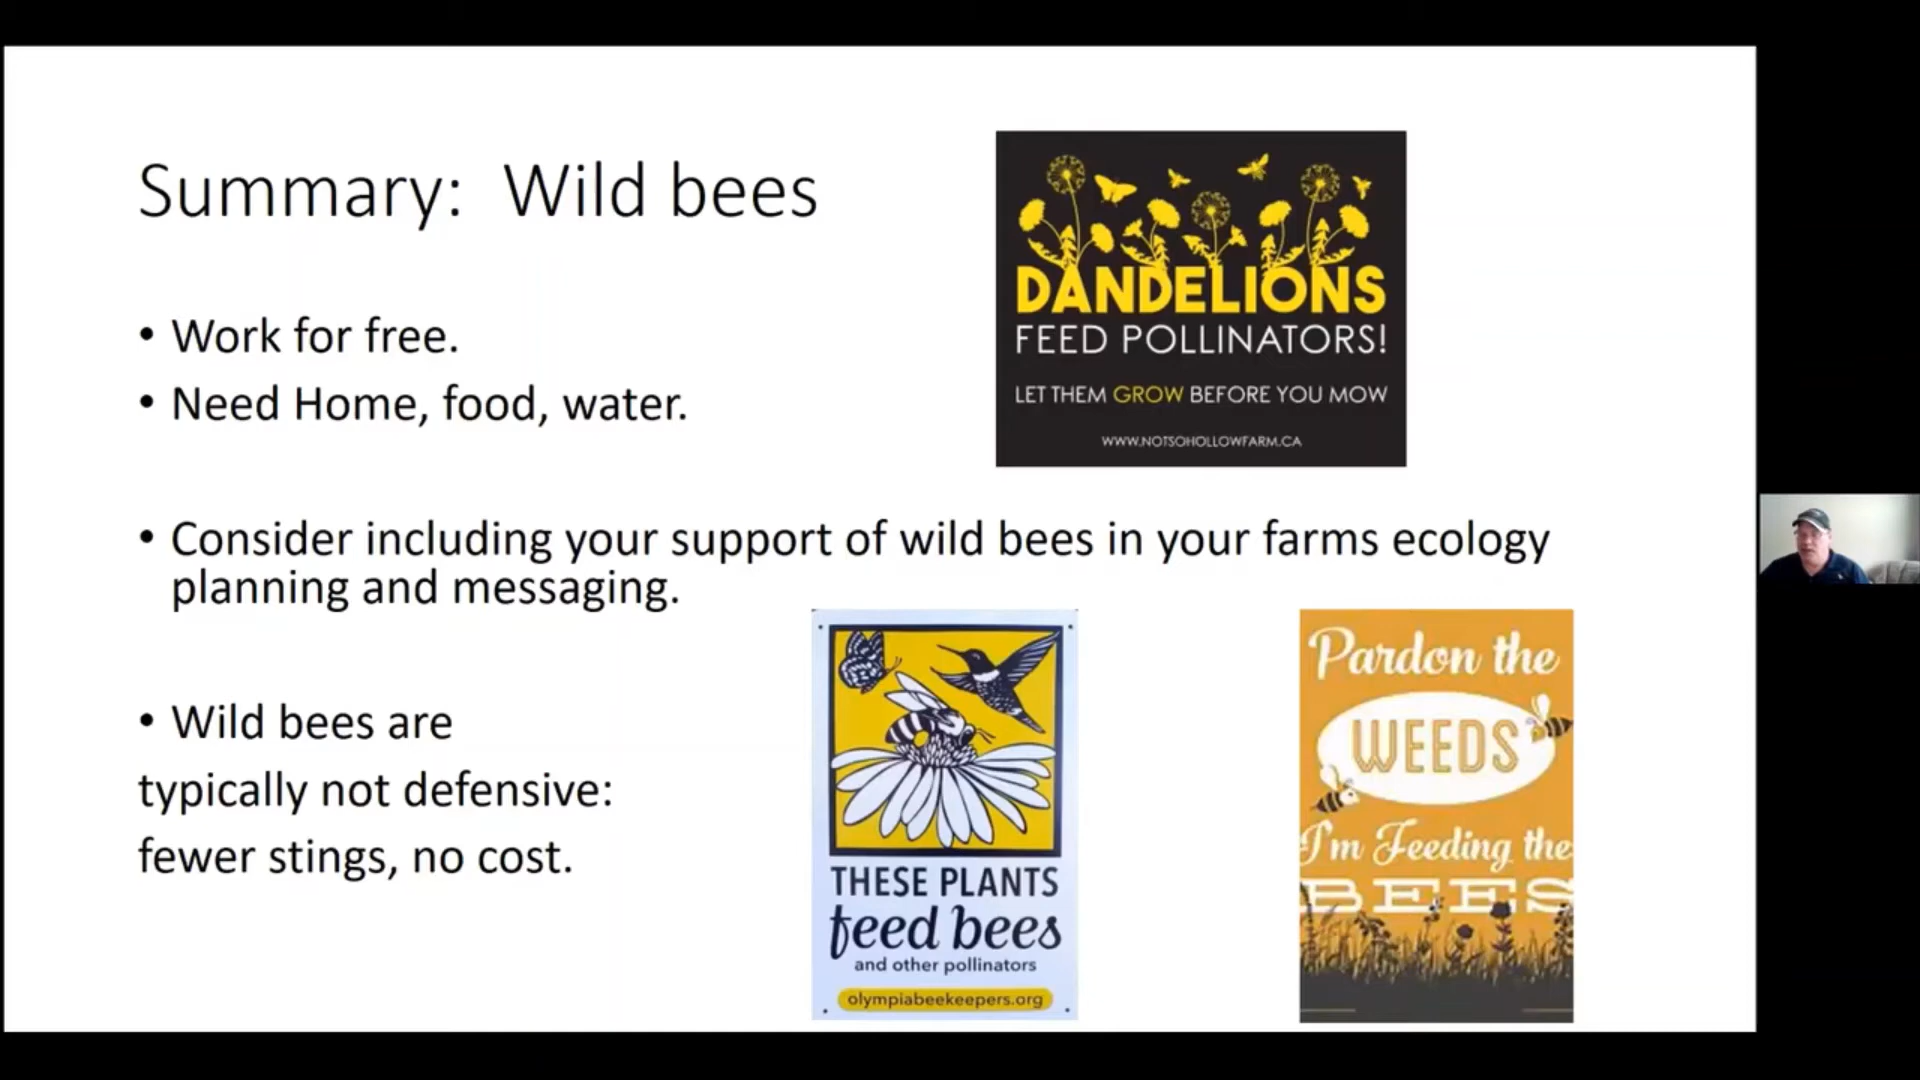 Summary: Wild bees
• Work for free.
• Need Home, food, water.
• Consider including your support of wild bees in your farms ecology
planning and messaging.
• Wild bees are
typically not defensive:
fewer stings, no cost.
DANDELIONS
FEED POLLINATORS!
LET THEM GROW BEFORE YOU MOW
WWW.NOTSOHOLLOWFARM.CA
THESE PLANTS
feed bees
and other pollinators
olympiabeekeepers.org
Pardon the
WEEDS
I'm Feeding the
BEES